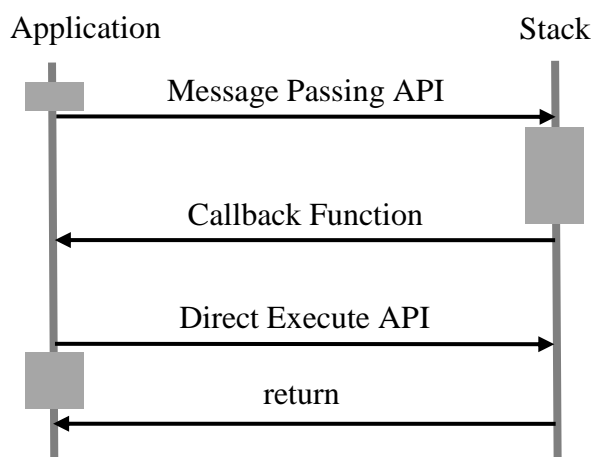 Application
Stack
Message Passing API
Callback Function
Direct Execute API
return